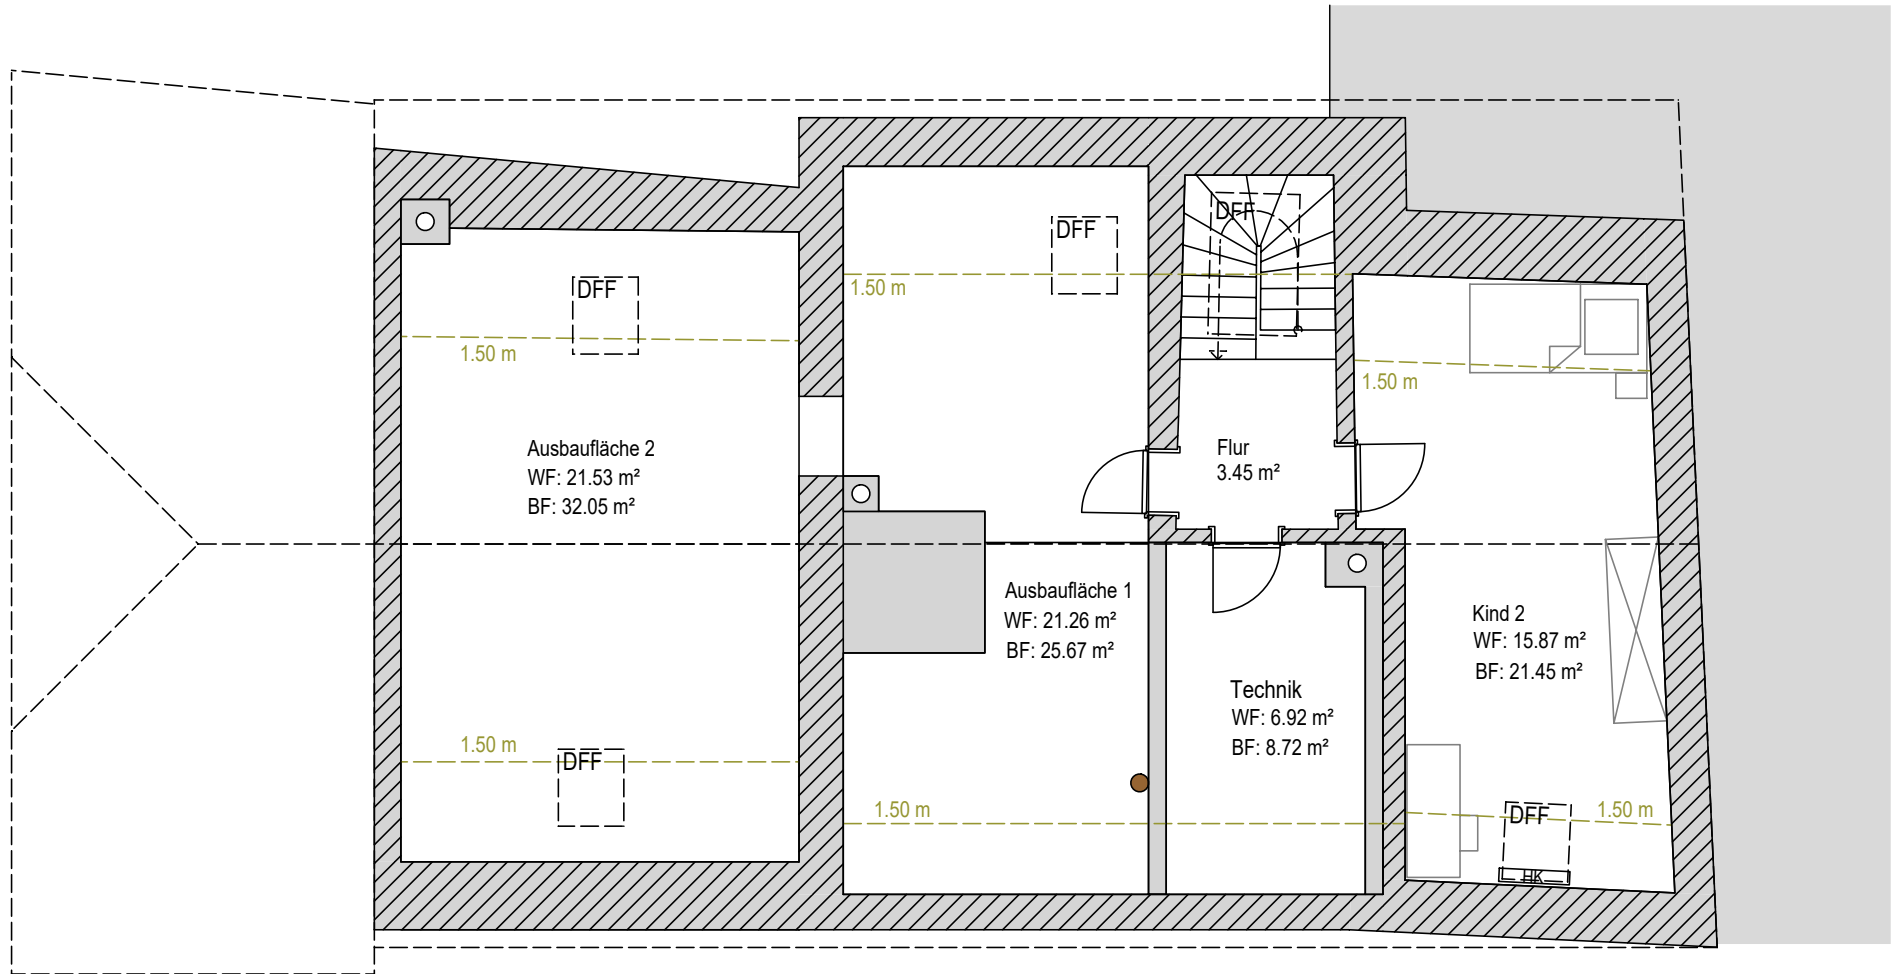 DFF
DFF
1.50 m
DFF
1.50 m
1.50 m
Ausbaufläche 2
WF: 21.53 m²
BF: 32.05 m²
Flur
3.45 m²
Ausbaufläche 1
WF: 21.26 m²
BF: 25.67 m²
Kind 2
WF: 15.87 m²
BF: 21.45 m²
Technik
WF: 6.92 m²
BF: 8.72 m²
1.50 m
DFF
1.50 m
DFF
1.50 m
HK